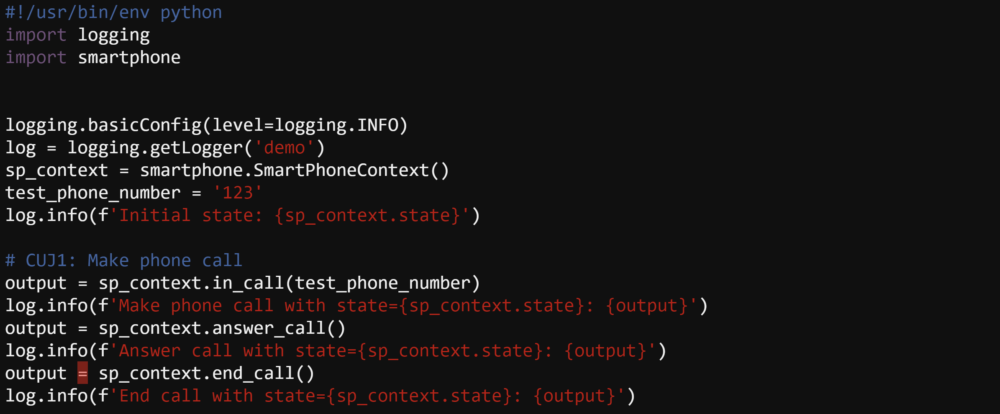 #!/usr/bin/env python
import logging
import smartphone
logging.basicConfig(level=logging.INFO)
log = logging.getLogger('demo')
sp_context = smartphone.SmartPhoneContext()
test_phone_number = '123'
log.info(f'Initial state: {sp_context.state}')
# CUJ1: Make phone call
output = sp_context.in_call(test_phone_number)
log.info(f'Make phone call with state={sp_context.state}: {output}')
output = sp_context.answer_call()
log.info(f'Answer call with state={sp_context.state}: {output}')
output = sp_context.end_call()
log.info(f'End call with state={sp_context.state}: {output}')